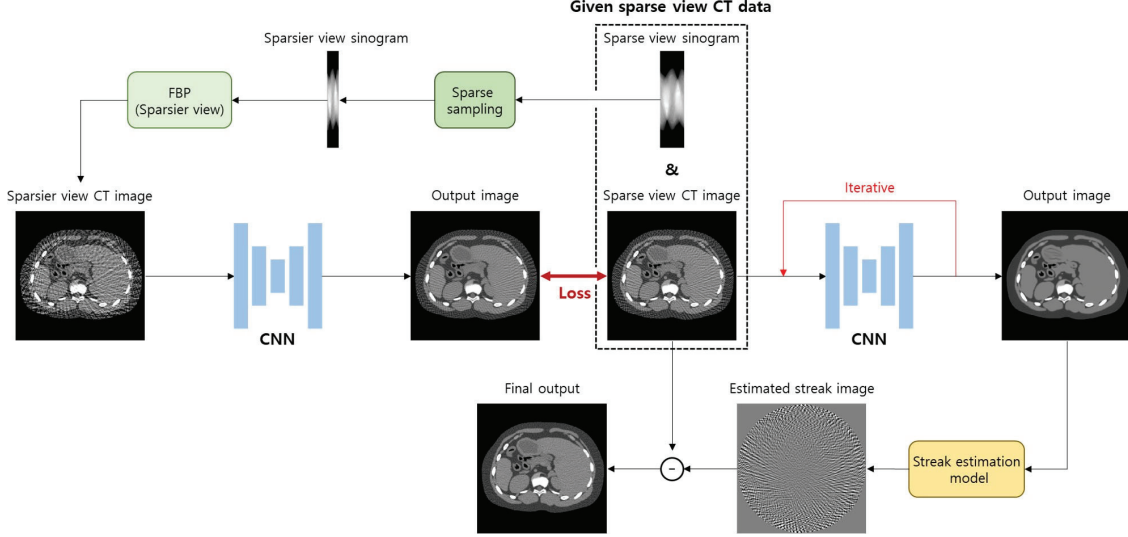 Given sparse view CT data
Sparsier view sinogram
Sparse view sinogram
FBP
(Sparsier view)
Sparse
sampling
&
Sparsier view CT image
Output image
Sparse view CT image
Iterative
Output image
Loss
CNN
CNN
Final output
Estimated streak image
-
Streak estimation
model